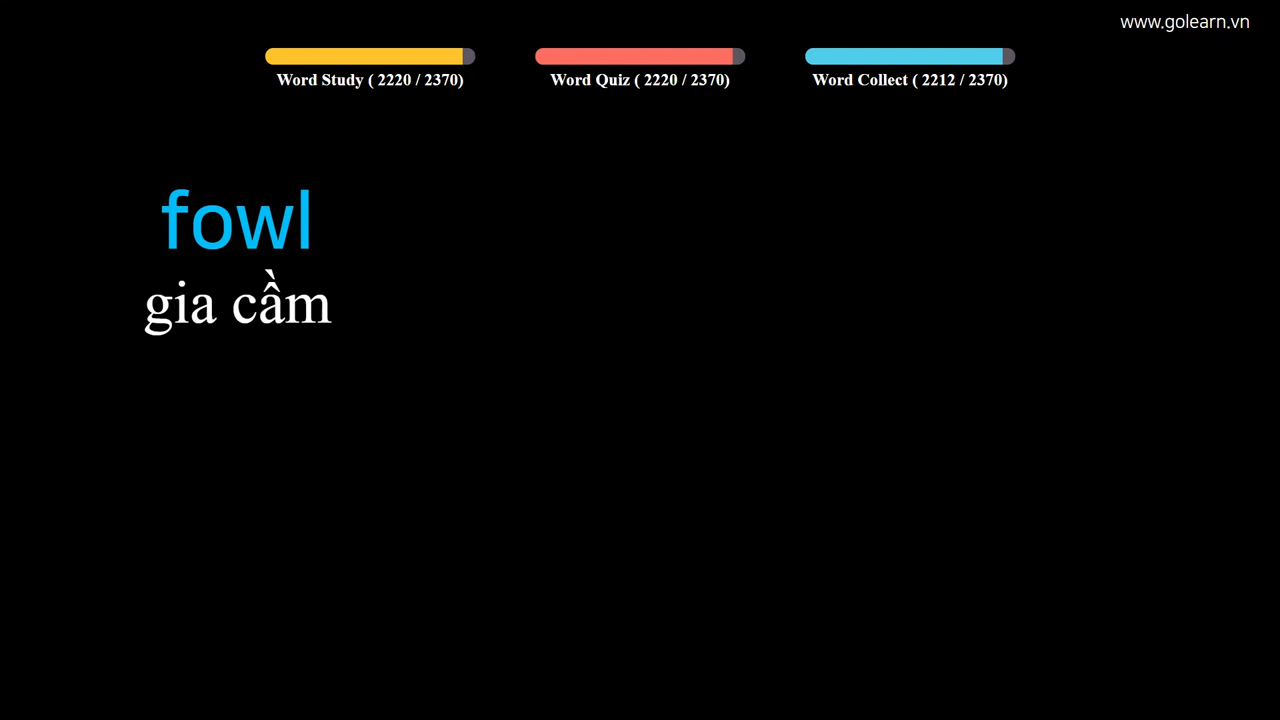 www.golearn.vn
Word Study ( 2220 / 2370)
Word Quiz ( 2220 / 2370)
Word Collect ( 2212 / 2370)
fowl
gia cầm